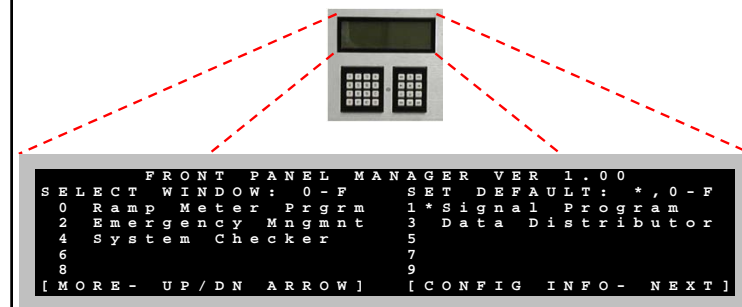 FRONT PANEL MANAGER VER 1.00
SELECT WINDOW: 0-F SET DEFAULT: *,0-F
0 Ramp Meter Prgrm 1*Signal Program
2 Emergency Mngmnt 3 Data Distributor
4 System Checker 5
6 7
8 9
[MORE- UP/DN ARROW] [CONFIG INFO- NEXT]